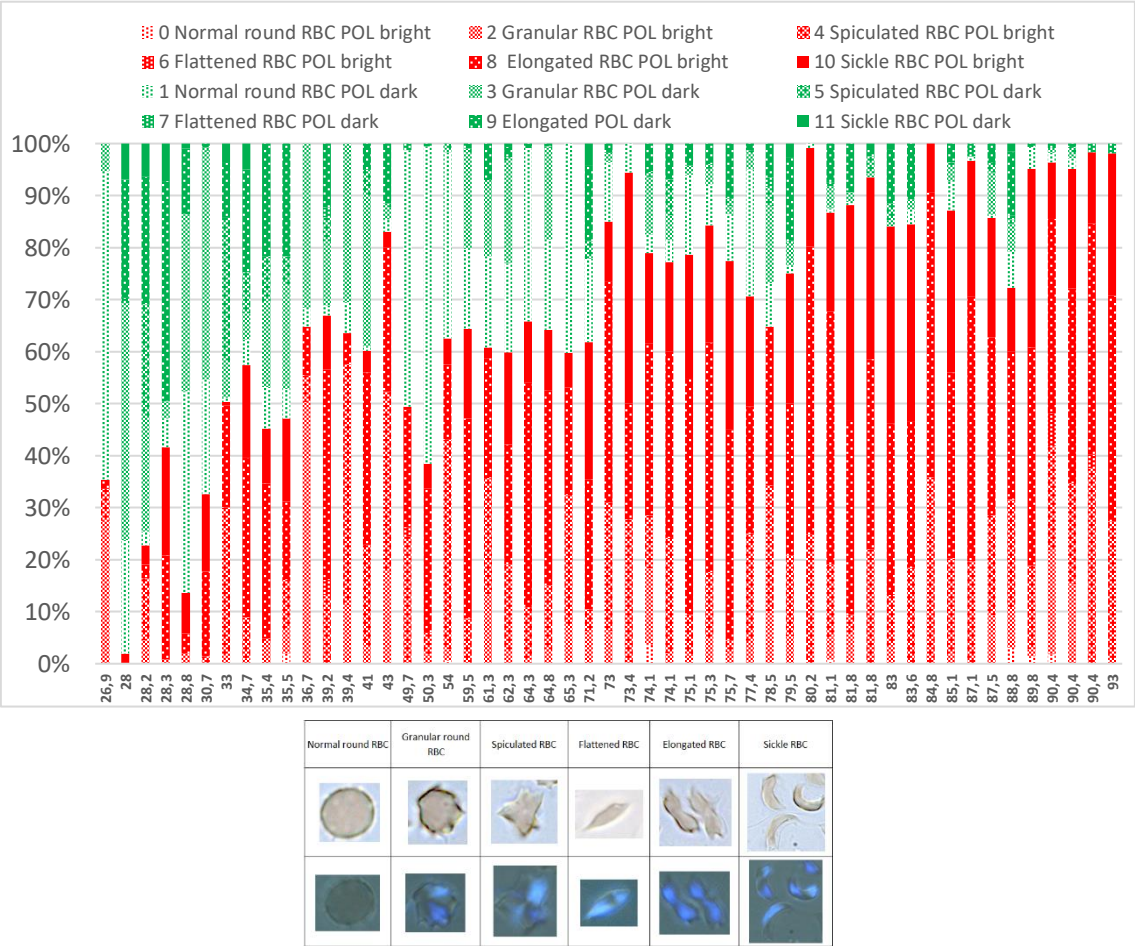 0 Normal round RBC POL bright 2 Granular RBC POL bright 4 Spiculated RBC POL bright
6 Flattened RBC POL bright 8 Elongated RBC POL bright 10 Sickle RBC POL bright
1 Normal round RBC POL dark 3 Granular RBC POL dark 5 Spiculated RBC POL dark
7 Flattened RBC POL dark 9 Elongated POL dark 11 Sickle RBC POL dark
100%
90%
80%
70%
60%
50%
40%
30%
20%
10%
0%
26,9 28 28,2 28,3 28,8 30,7 33 34,7 35,4 35,5 36,7 39,2 39,4 41 43 49,7 50,3 54 59,5 61,3 62,3 64,3 64,8 65,3 71,2 73 73,4 74,1 74,1 75,1 75,3 75,7 77,4 78,5 79,5 80,2 81,1 81,8 81,8 83 83,6 84,8 85,1 87,1 87,5 88,8 89,8 90,4 90,4 90,4 93
Normal round RBC Granular round RBC Spiculated RBC Flattened RBC Elongated RBC Sickle RBC